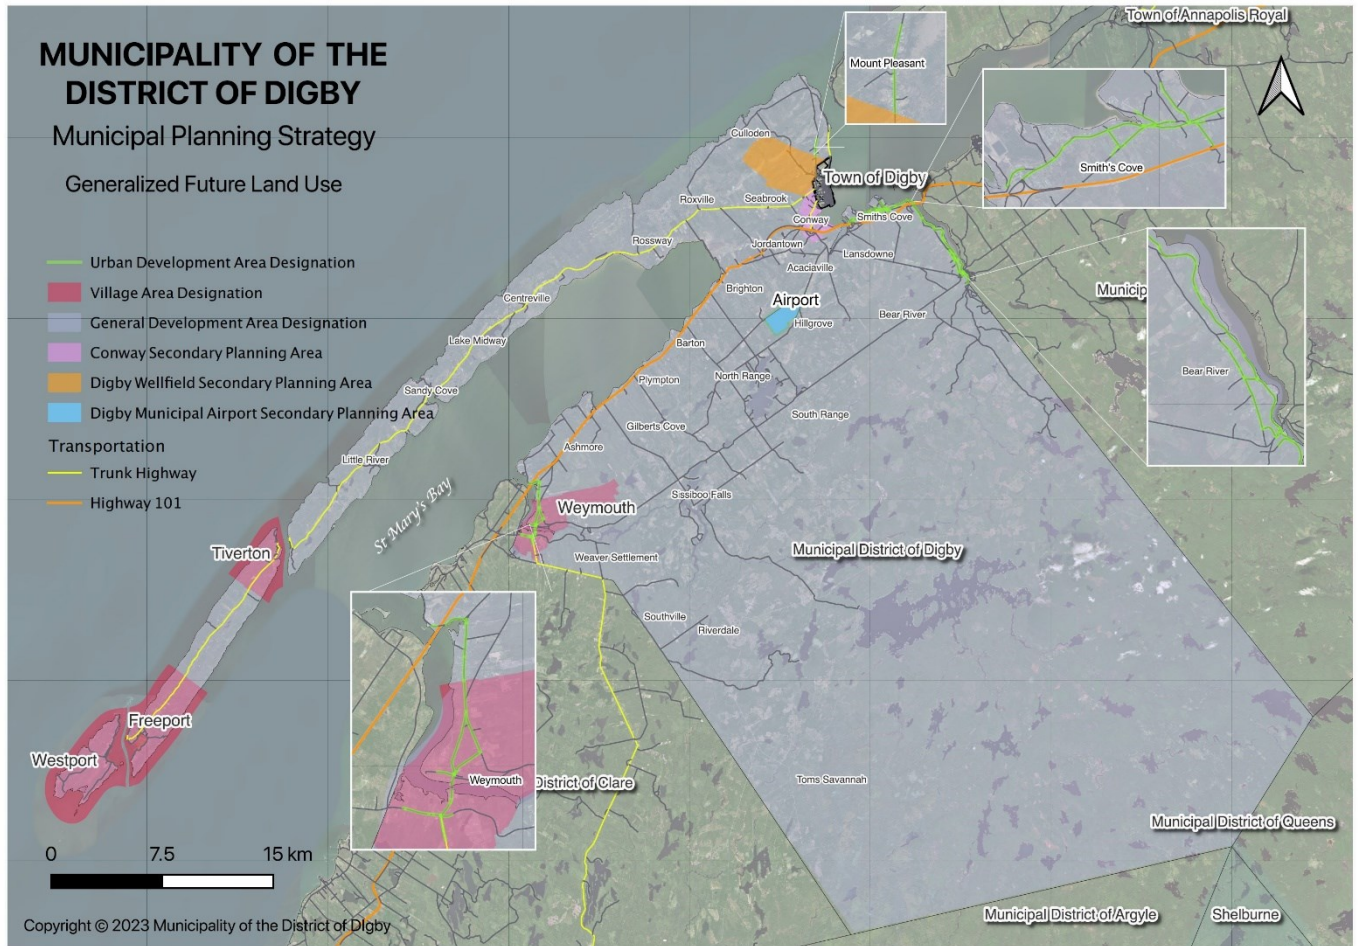 MUNICIPALITY OF THE
DISTRICT OF DIGBY
Municipal Planning Strategy
Generalized Future Land Use
Urban Development Area Designation
Village Area Designation
General Development Area Designation
Conway Secondary Planning Area
Digby Wellfield Secondary Planning Area
Digby Municipal Airport Secondary Planning Area
Transportation
Trunk Highway
Highway 101
Town of Annapolis Royal
Mount Pleasant
Culloden
Smith's Cove
Town of Digby
Roxville
Seabrook
Conway
Smiths Cove
Rossway
Jordantown
Lansdowne
Acaciaville
Brighton
Centreville
Airport
Municip
Hillgrove
Bear River
Lake Midway
Barton
Bear River
Plympton
North Range
Sandy Cove
South Range
Gilberts Cove
Ashmore
Little River
Sissiboo Falls
Weymouth
St Mary's Bay
Tiverton
Weaver Settlement
Municipal District of Digby
Southville
Riverdale
Freeport
Westport
Weymouth
District of Clare
Toms Savannah
Municipal District of Queens
0 7.5 15 km
Municipal District of Argyle
Shelburne
Copyright © 2023 Municipality of the District of DIgby